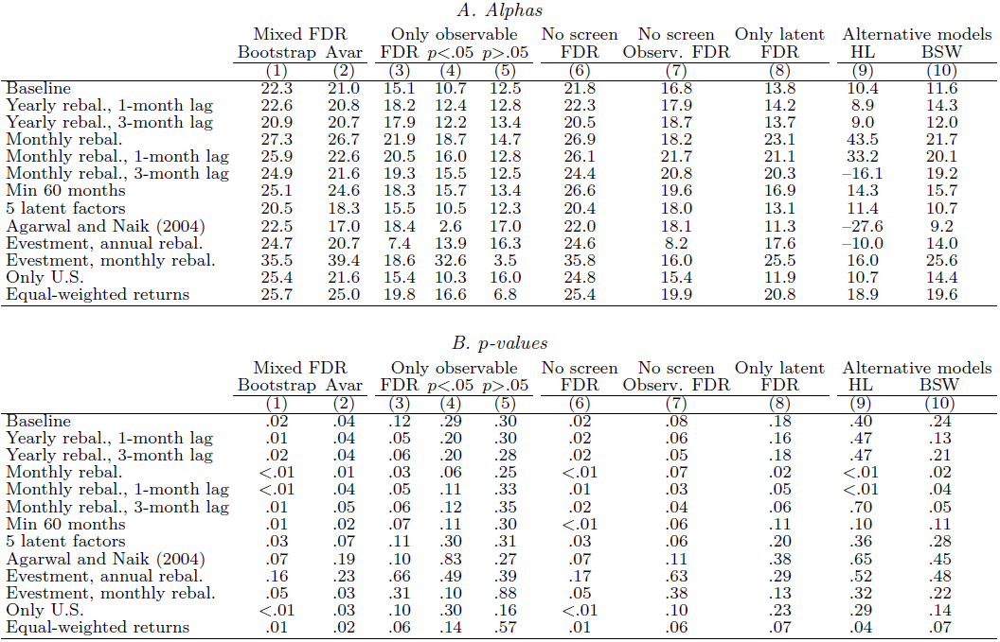 A. Alphas
Mixed FDR Only observable No screen No screen Only latent Alternative models
Bootstrap Avar FDR p<.05 p>.05 FDR Observ. FDR FDR HL BSW
(1) (2) (3) (4) (5) (6) (7) (8) (9) (10)
Baseline 22.3 21.0 15.1 10.7 12.5 21.8 16.8 13.8 10.4 11.6
Yearly rebal., 1-month lag 22.6 20.8 18.2 12.4 12.8 22.3 17.9 14.2 8.9 14.3
Yearly rebal., 3-month lag 20.9 20.7 17.9 12.2 13.4 20.5 18.7 13.7 9.0 12.0
Monthly rebal. 27.3 26.7 21.9 18.7 14.7 26.9 18.2 23.1 43.5 21.7
Monthly rebal., 1-month lag 25.9 22.6 20.5 16.0 12.8 26.1 21.7 21.1 33.2 20.1
Monthly rebal., 3-month lag 24.9 21.6 19.3 15.5 12.5 24.4 20.8 20.3 –16.1 19.2
Min 60 months 25.1 24.6 18.3 15.7 13.4 26.6 19.6 16.9 14.3 15.7
5 latent factors 20.5 18.3 15.5 10.5 12.3 20.4 18.0 13.1 11.4 10.7
Agarwal and Naik (2004) 22.5 17.0 18.4 2.6 17.0 22.0 18.1 11.3 –27.6 9.2
Evestment, annual rebal. 24.7 20.7 7.4 13.9 16.3 24.6 8.2 17.6 –10.0 14.0
Evestment, monthly rebal. 35.5 39.4 18.6 32.6 3.5 35.8 16.0 25.5 16.0 25.6
Only U.S. 25.4 21.6 15.4 10.3 16.0 24.8 15.4 11.9 10.7 14.4
Equal-weighted returns 25.7 25.0 19.8 16.6 6.8 25.4 19.9 20.8 18.9 19.6
B. p-values
Mixed FDR Only observable No screen No screen Only latent Alternative models
Bootstrap Avar FDR p<.05 p>.05 FDR Observ. FDR FDR HL BSW
(1) (2) (3) (4) (5) (6) (7) (8) (9) (10)
Baseline .02 .04 .12 .29 .30 .02 .08 .18 .40 .24
Yearly rebal., 1-month lag .01 .04 .05 .20 .30 .02 .06 .16 .47 .13
Yearly rebal., 3-month lag .02 .04 .06 .20 .28 .02 .05 .18 .47 .21
Monthly rebal. <.01 .01 .03 .06 .25 <.01 .07 .02 <.01 .02
Monthly rebal., 1-month lag <.01 .04 .05 .11 .33 .01 .03 .05 <.01 .04
Monthly rebal., 3-month lag .01 .05 .06 .12 .35 .02 .04 .06 .70 .05
Min 60 months .01 .02 .07 .11 .30 <.01 .06 .11 .10 .11
5 latent factors .03 .07 .11 .30 .31 .03 .06 .20 .36 .28
Agarwal and Naik (2004) .07 .19 .10 .83 .27 .07 .11 .38 .65 .45
Evestment, annual rebal. .16 .23 .66 .49 .39 .17 .63 .29 .52 .48
Evestment, monthly rebal. .05 .03 .31 .10 .88 .05 .38 .13 .32 .22
Only U.S. <.01 .03 .10 .30 .16 <.01 .10 .23 .29 .14
Equal-weighted returns .01 .02 .06 .14 .57 .01 .06 .07 .04 .07